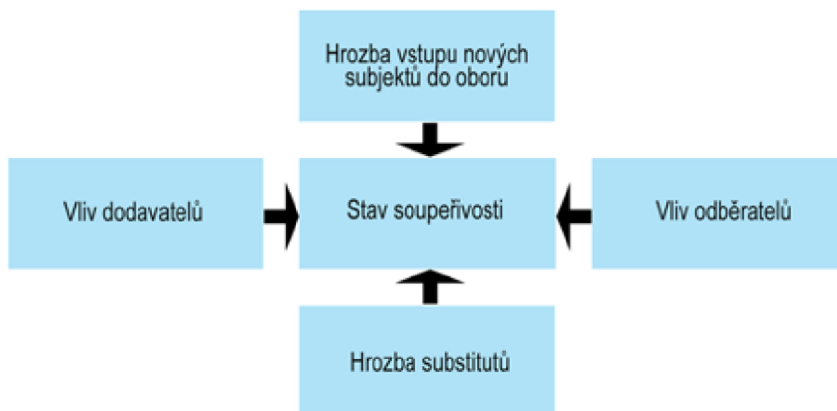 Hrozba vstupu nových
subjektů do oboru
Vliv dodavatelů
Stav soupeřivosti
Vliv odběratelů
Hrozba substitutů